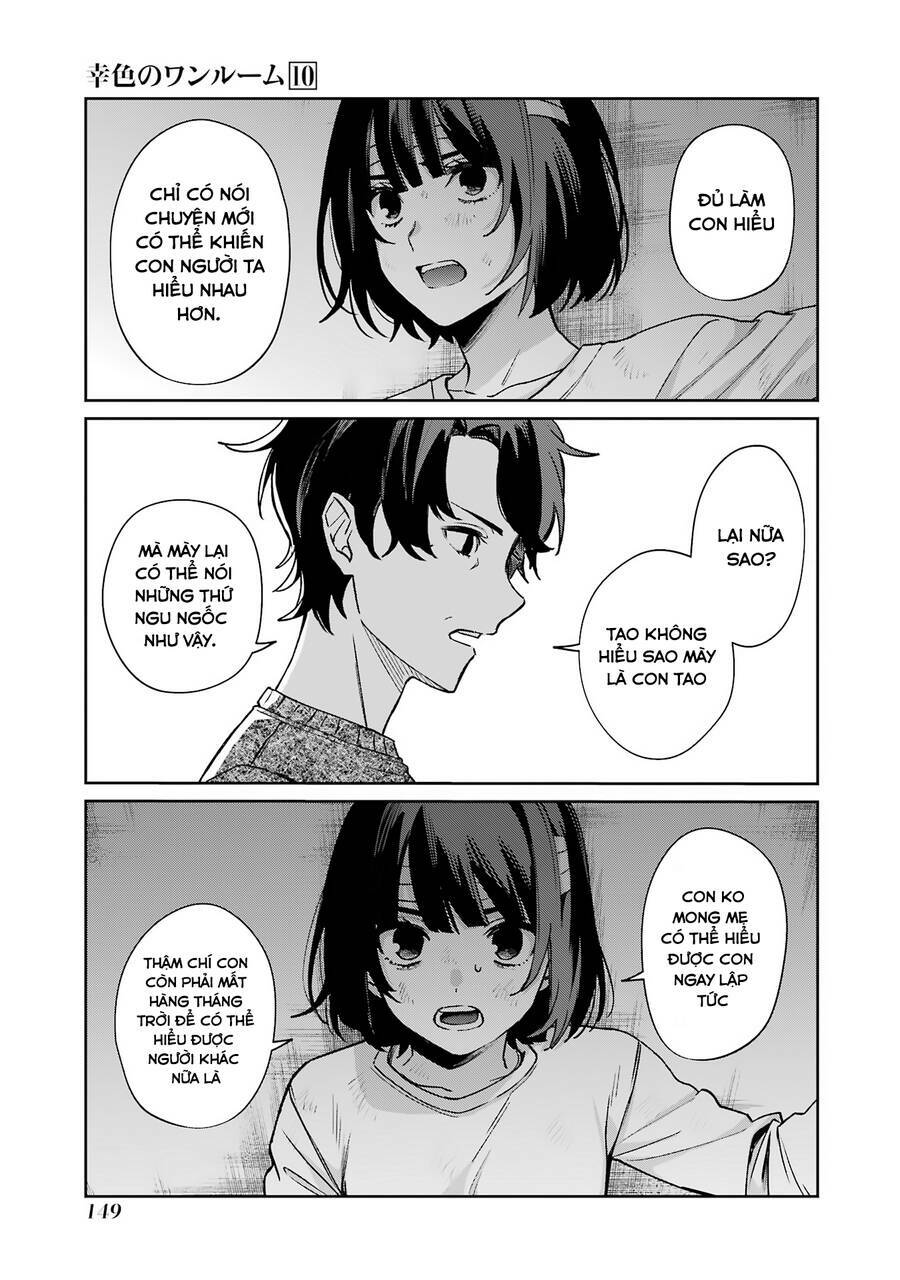 幸色のワンルーム 10
ĐỦ LÀM
CON HIỂU
CHỈ CÓ NÓI
CHUYỆN MỚI
CÓ THỂ KHIẾN
CON NGƯỜI TA
HIỂU NHAU
HƠN.
LẠI NỮA
SAO?
TAO KHÔNG
HIỂU SAO MÀY
LÀ CON TAO
MÀ MÀY LẠI
CÓ THỂ NÓI
NHỮNG THỨ
NGU NGỐC
NHƯ VẬY.
CON KO
MONG MẸ
CÓ THỂ HIỂU
ĐƯỢC CON
NGAY LẬP
TỨC
THẬM CHÍ CON
CÒN PHẢI MẤT
HÀNG THÁNG
TRỜI ĐỂ CÓ THỂ
HIỂU ĐƯỢC
NGƯỜI KHÁC
NỮA LÀ
149